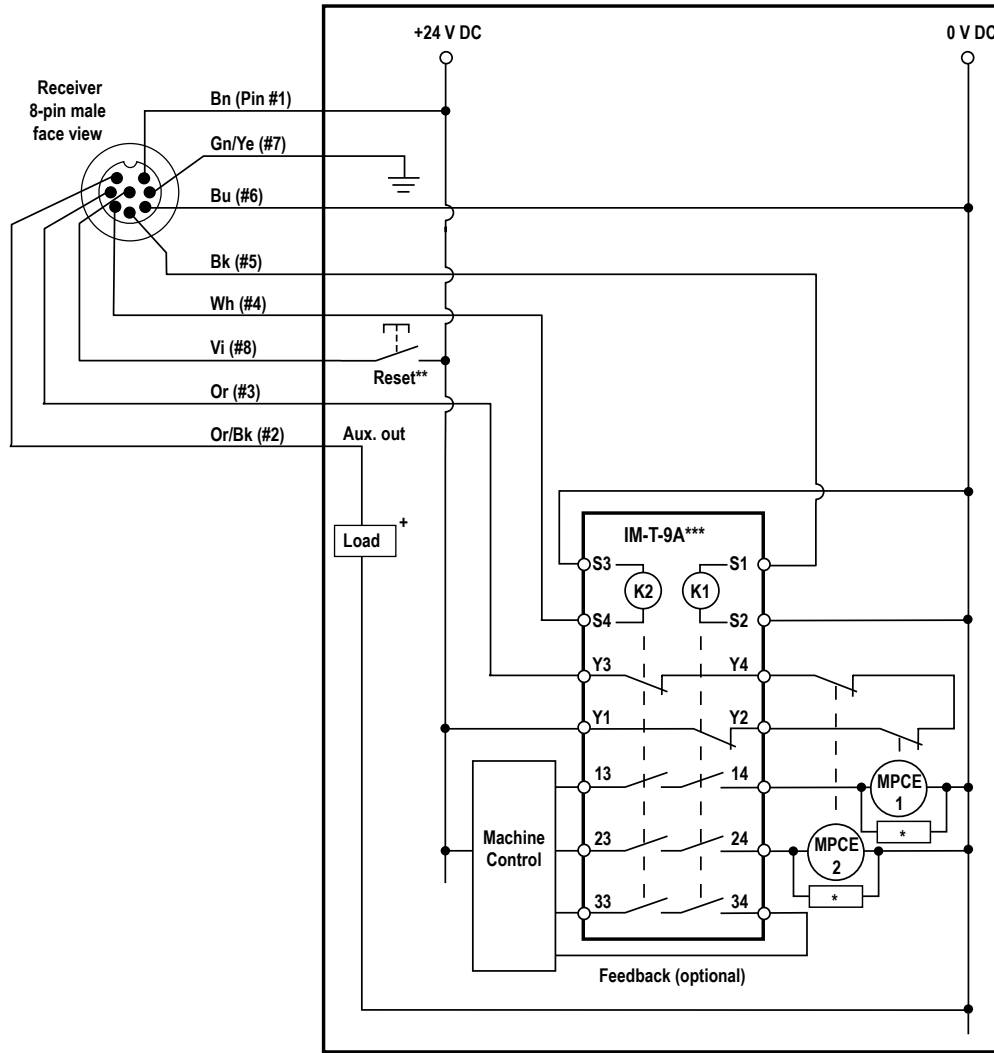 +24 V DC
0 V DC
Receiver
8-pin male
face view
Bn (Pin #1)
Gn/Ye (#7)
Bu (#6)
Bk (#5)
Wh (#4)
Vi (#8)
Reset**
Or (#3)
Or/Bk (#2)
Aux. out
Load
+
IM-T-9A***
S3
S1
K2
K1
S4
S2
Y3
Y4
Y1
Y2
13
14
MPCE
1
*
Machine
Control
23
24
MPCE
2
*
33
34
Feedback (optional)